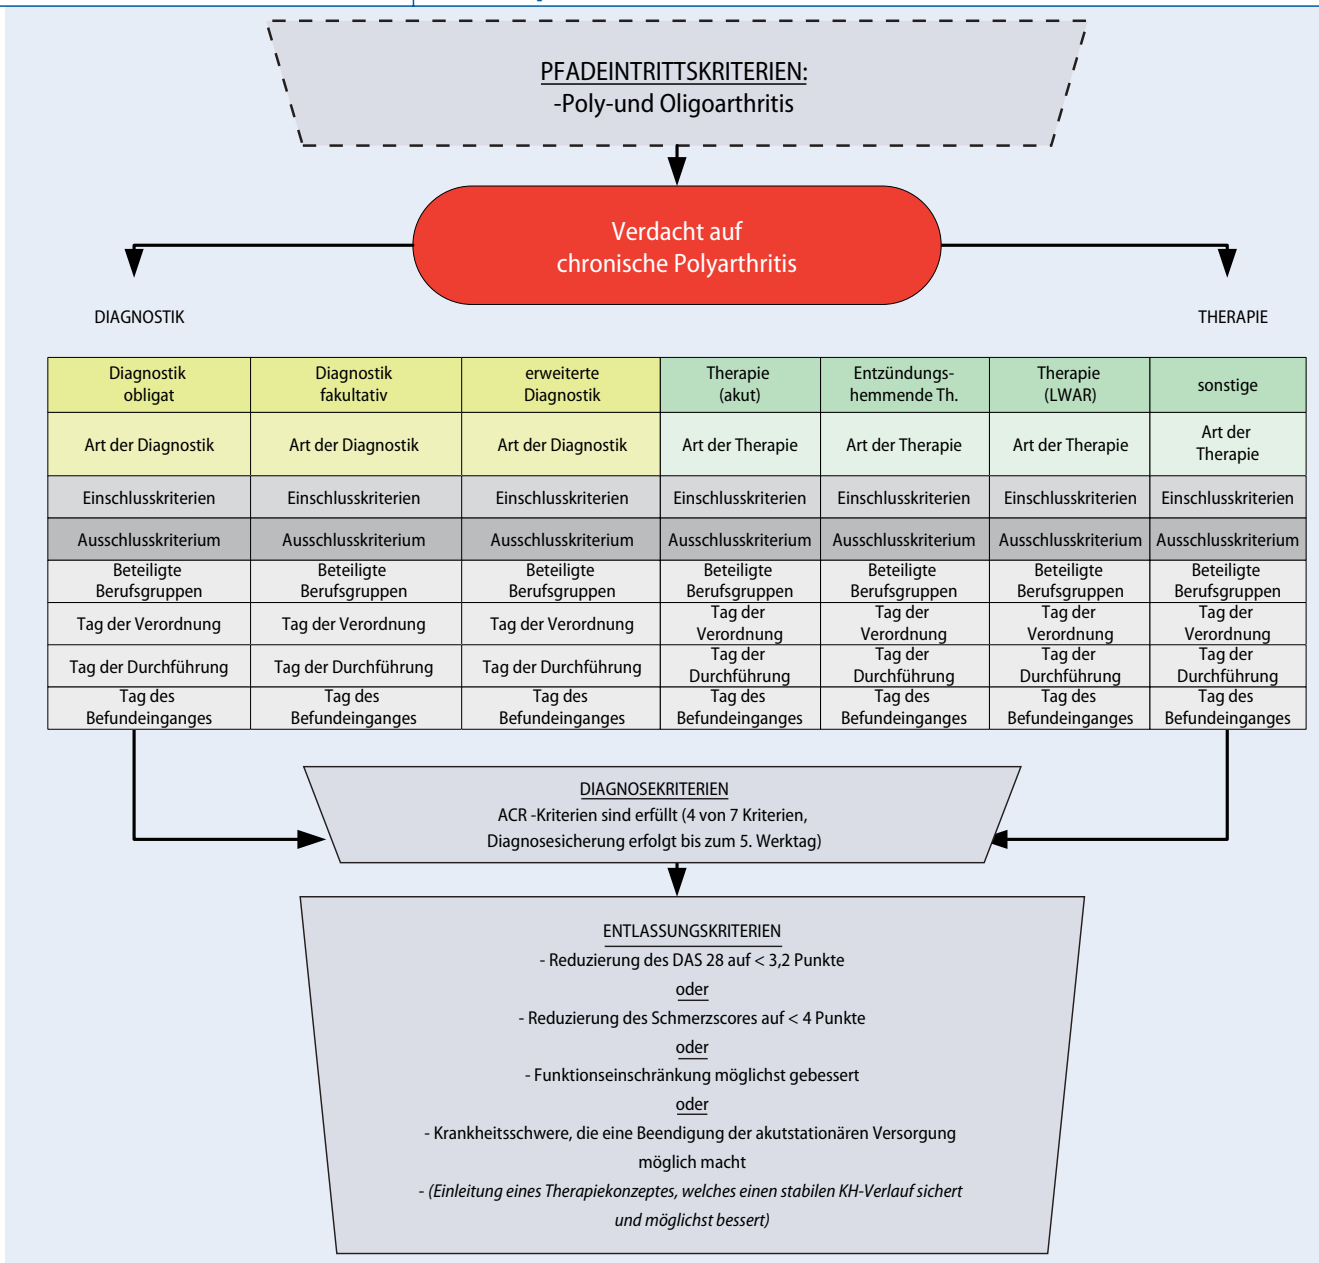 PFADEINTRITTSKRITERIEN:
-Poly-und Oligoarthritis
Verdacht auf
chronische Polyarthritis
DIAGNOSTIK
THERAPIE
Diagnostik
obligat
Diagnostik
fakultativ
erweiterte
Diagnostik
Therapie
(akut)
Entzündungs-
hemmende Th.
Therapie
(LWAR)
sonstige
Art der Diagnostik
Art der Diagnostik
Art der Diagnostik
Art der Therapie
Art der Therapie
Art der Therapie
Art der
Therapie
Einschlusskriterien
Einschlusskriterien
Einschlusskriterien
Einschlusskriterien
Einschlusskriterien
Einschlusskriterien
Einschlusskriterien
Ausschlusskriterium
Ausschlusskriterium
Ausschlusskriterium
Ausschlusskriterium
Ausschlusskriterium
Ausschlusskriterium
Ausschlusskriterium
Beteiligte
Berufsgruppen
Beteiligte
Berufsgruppen
Beteiligte
Berufsgruppen
Beteiligte
Berufsgruppen
Beteiligte
Berufsgruppen
Beteiligte
Berufsgruppen
Beteiligte
Berufsgruppen
Tag der Verordnung
Tag der Verordnung
Tag der Verordnung
Tag der
Verordnung
Tag der
Verordnung
Tag der
Verordnung
Tag der
Verordnung
Tag der Durchführung
Tag der Durchführung
Tag der Durchführung
Tag der
Durchführung
Tag der
Durchführung
Tag der
Durchführung
Tag der
Durchführung
Tag des
Befundeinganges
Tag des
Befundeinganges
Tag des
Befundeinganges
Tag des
Befundeinganges
Tag des
Befundeinganges
Tag des
Befundeinganges
Tag des
Befundeinganges
DIAGNOSEKRITERIEN
ACR -Kriterien sind erfüllt (4 von 7 Kriterien,
Diagnosesicherung erfolgt bis zum 5. Werktag)
ENTLASSUNGSKRITERIEN
- Reduzierung des DAS 28 auf < 3,2 Punkte
oder
- Reduzierung des Schmerzscores auf < 4 Punkte
oder
- Funktionseinschränkung möglichst gebessert
oder
- Krankheitsschwere, die eine Beendigung der akutstationären Versorgung
möglich macht
- (Einleitung eines Therapiekonzeptes, welches einen stabilen KH-Verlauf sichert
und möglichst bessert)